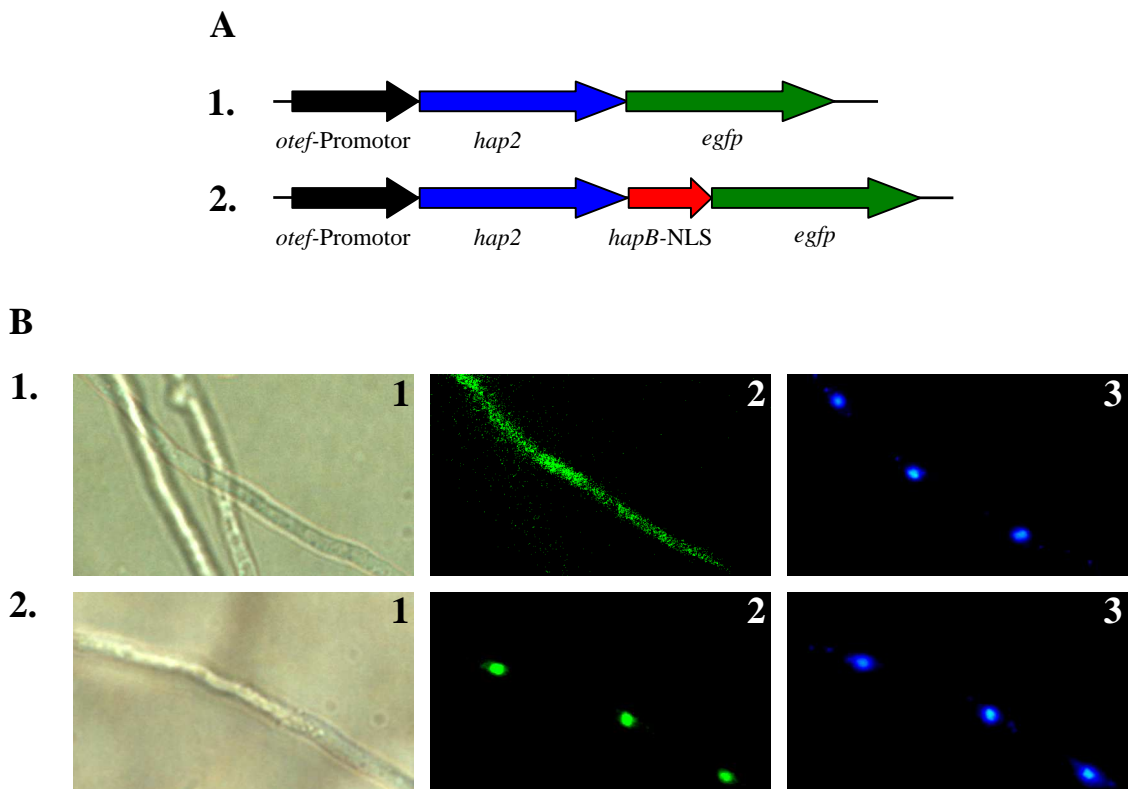 A
1.
otef-Promotor hap2 egfp
2.
otef-Promotor hap2 hapB-NLS egfp
B
1. 1 2 3
2. 1 2 3